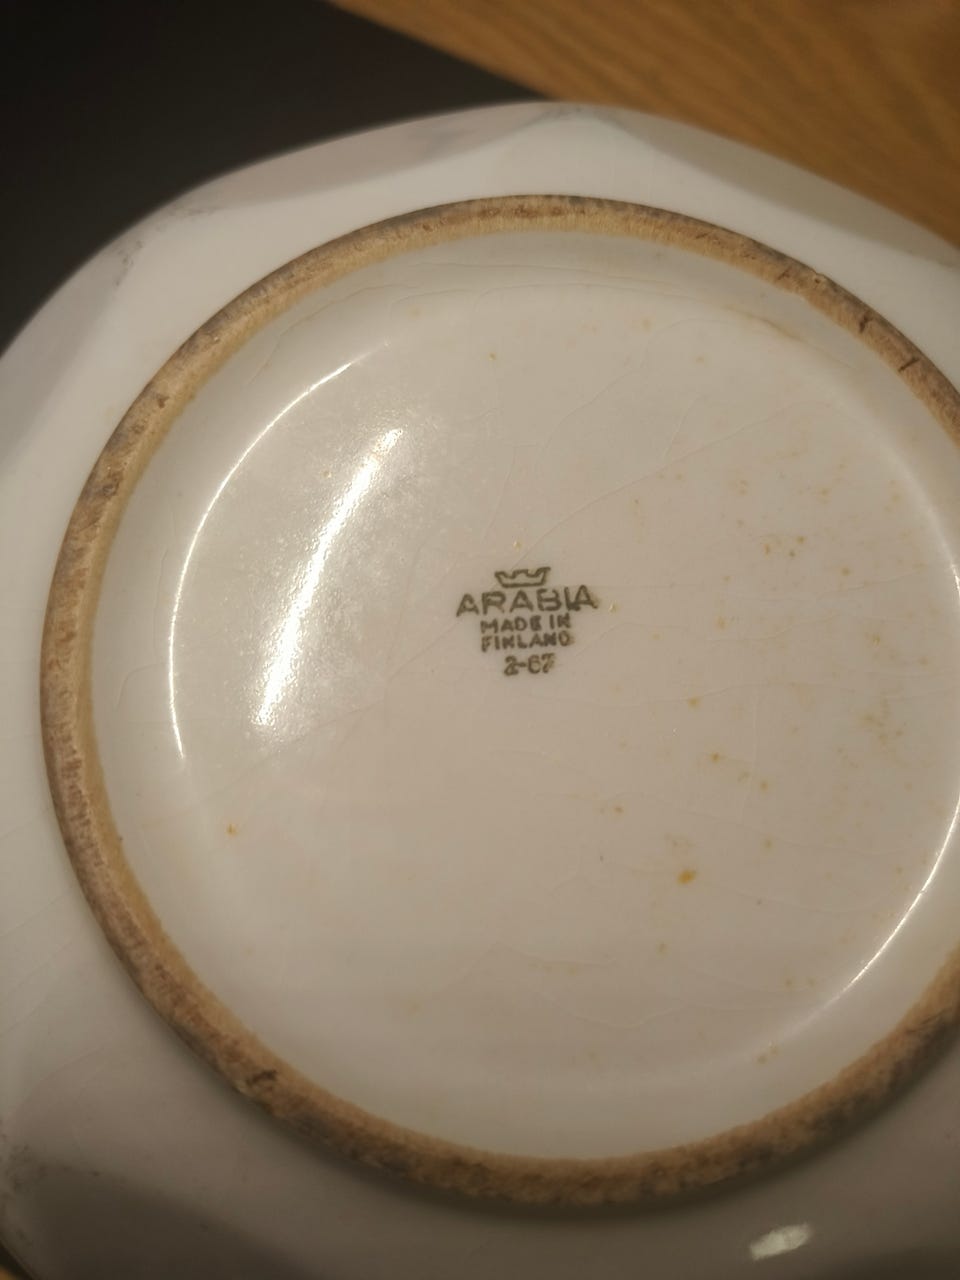 ARABIA
MADE IN
FINLAND
2-67